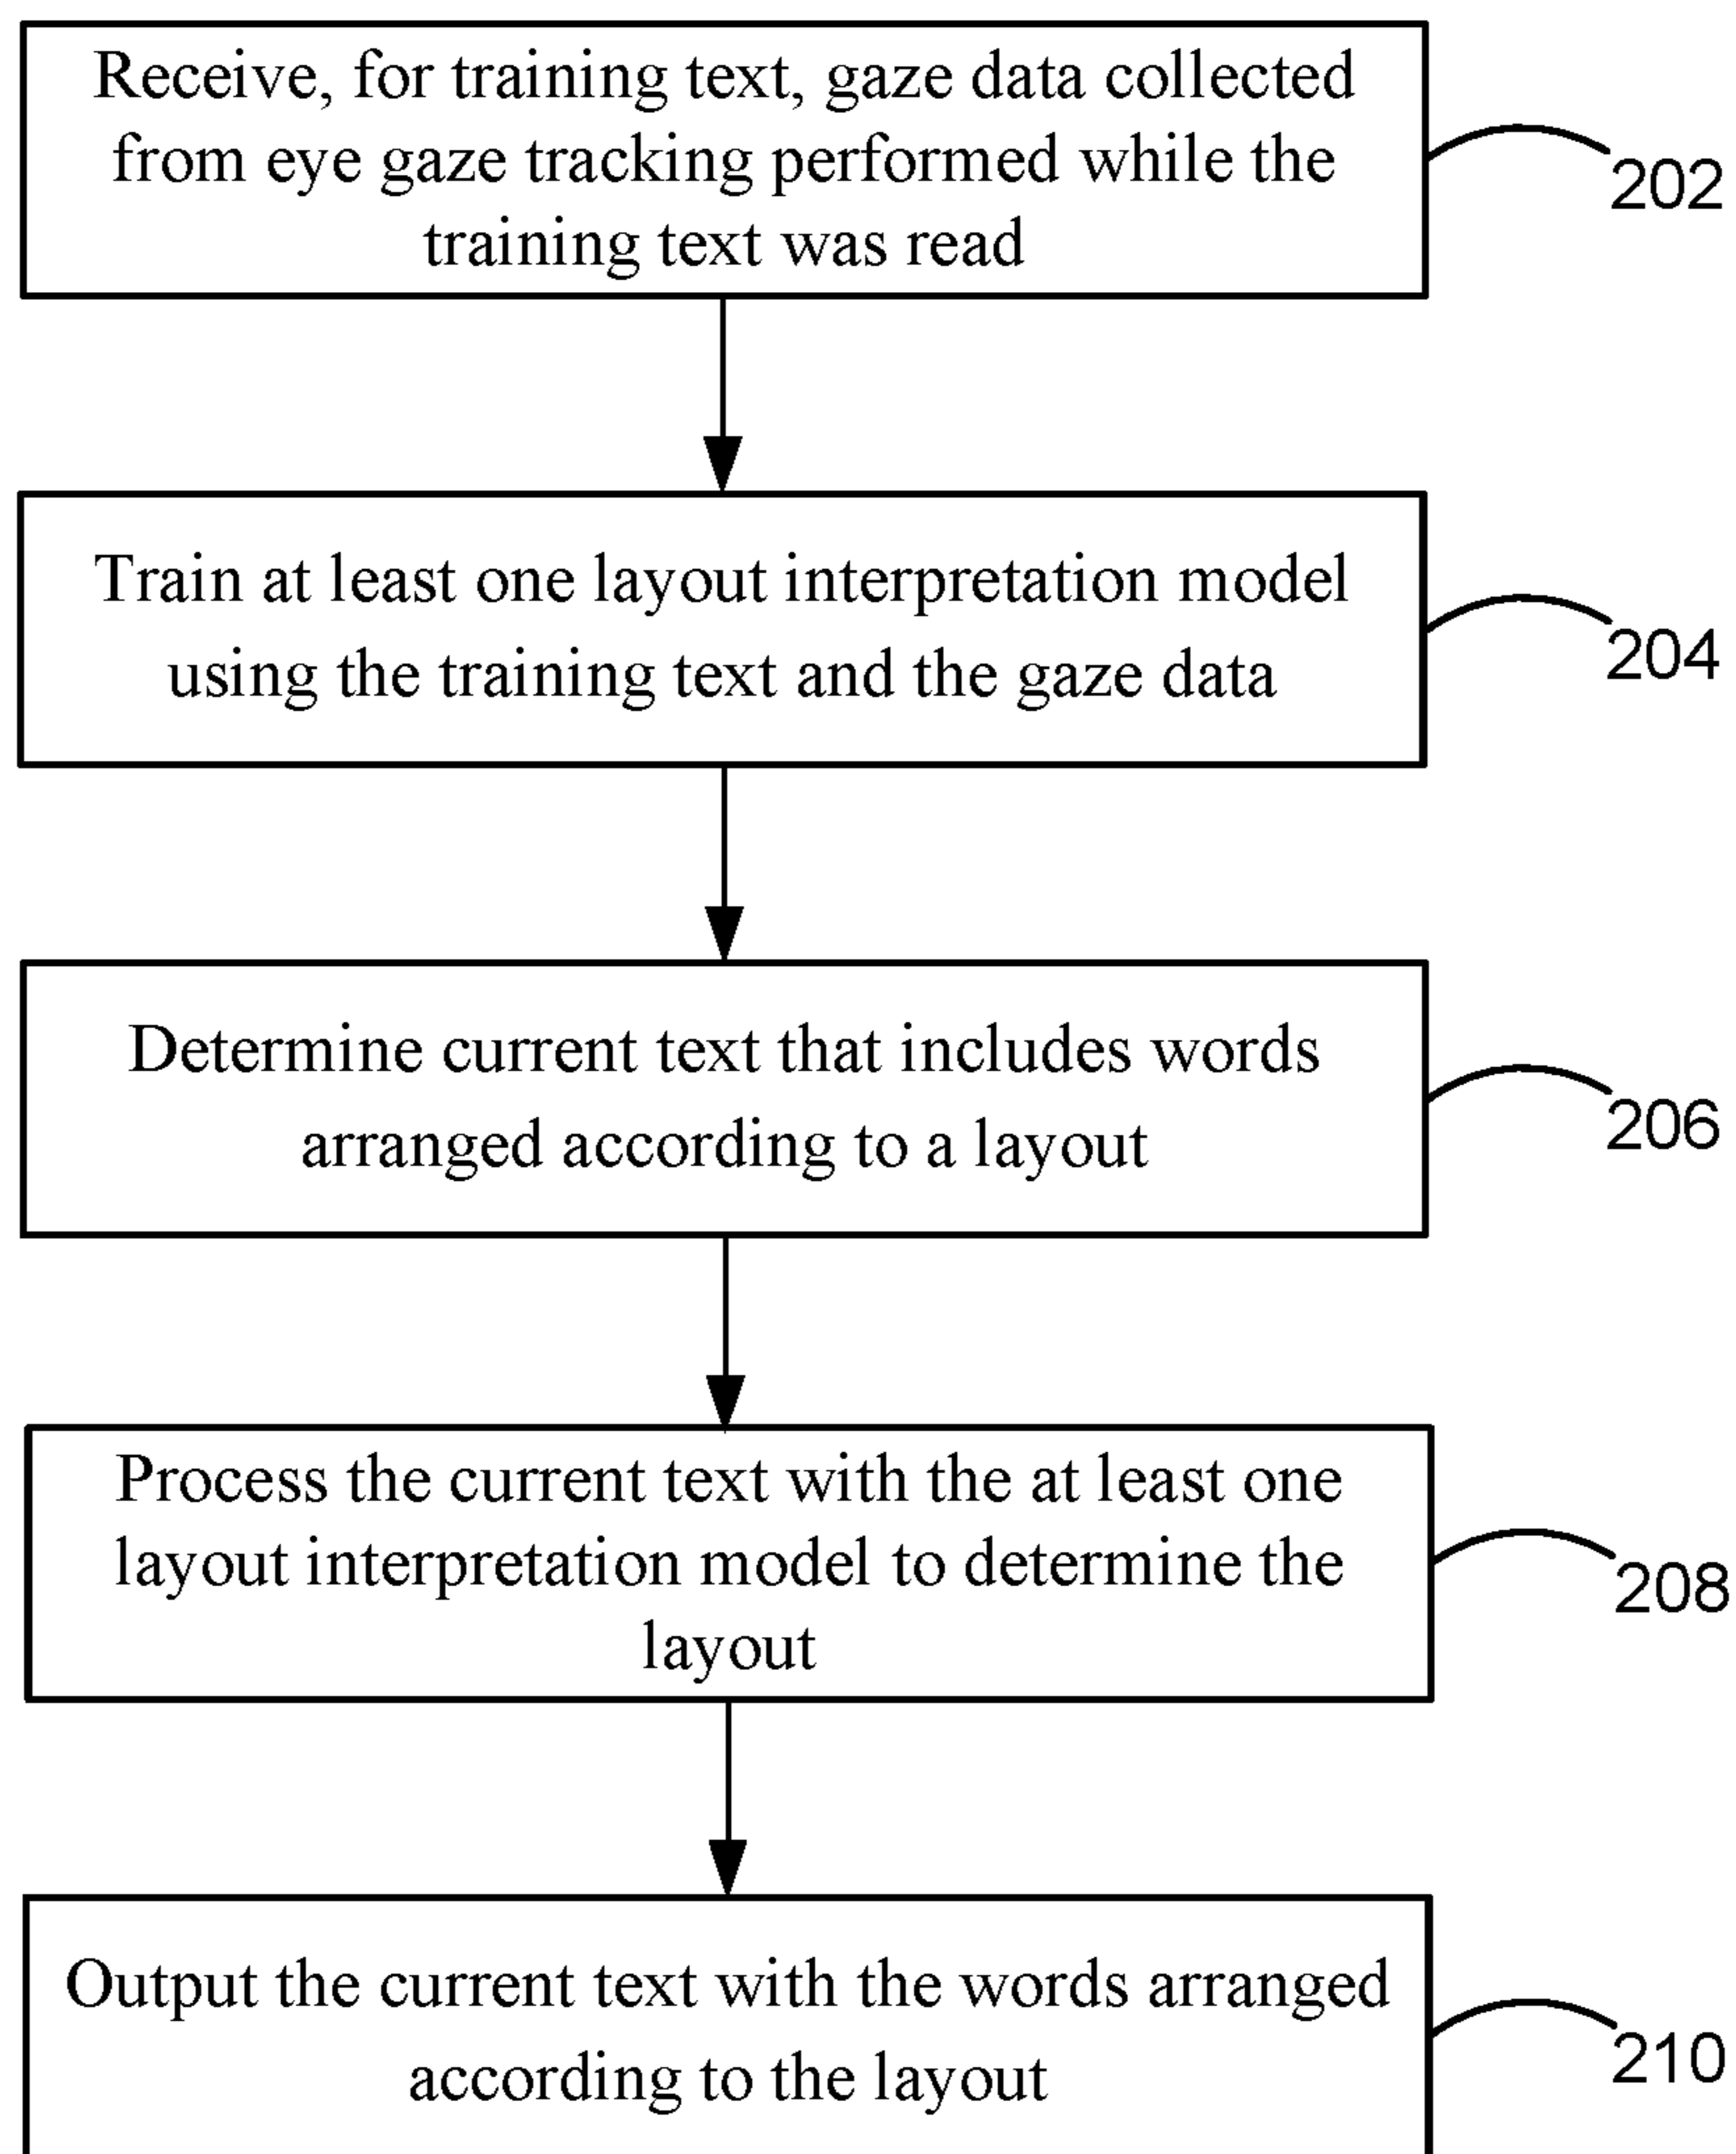 Receive, for training text, gaze data collected
from eye gaze tracking performed while the
training text was read
202
Train at least one layout interpretation model
using the training text and the gaze data
204
Determine current text that includes words
arranged according to a layout
206
Process the current text with the at least one
layout interpretation model to determine the
layout
208
Output the current text with the words arranged
according to the layout
210